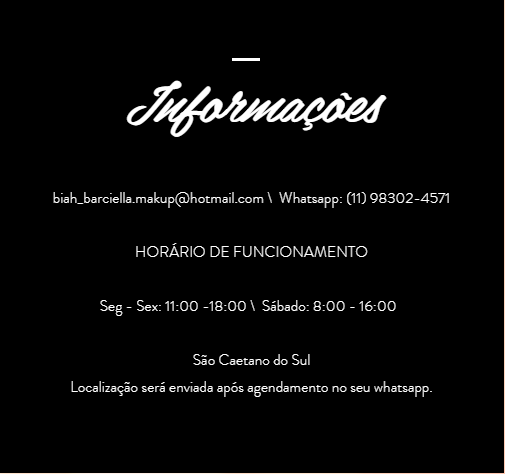 Informações
biah_barciella.makup@hotmail.com \ Whatsapp: (11) 98302-4571
HORÁRIO DE FUNCIONAMENTO
Seg - Sex: 11:00 -18:00 \ Sábado: 8:00 - 16:00
São Caetano do Sul
Localização será enviada após agendamento no seu whatsapp.